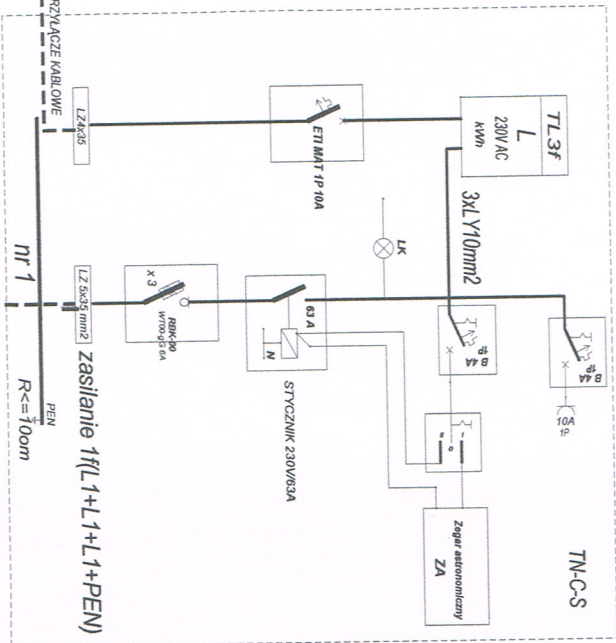 PRZYŁĄCZE KABLOWE
LZ4x35
ETI MAT 1P 10A
TL3f
L
230V AC
kWh
3xLY10mm2
LK
nr 1
LZ 5x35 mm2
x 3
RBK-00
WT00-gG 6A
63 A
N
STYCZNIK 230V/63A
B 4A
1P
B 4A
1P
10A
1P
Zegar astronomiczny
ZA
TN-C-S
PEN
R<=10om
zasilanie 1f(L1+L1+L1+PEN)